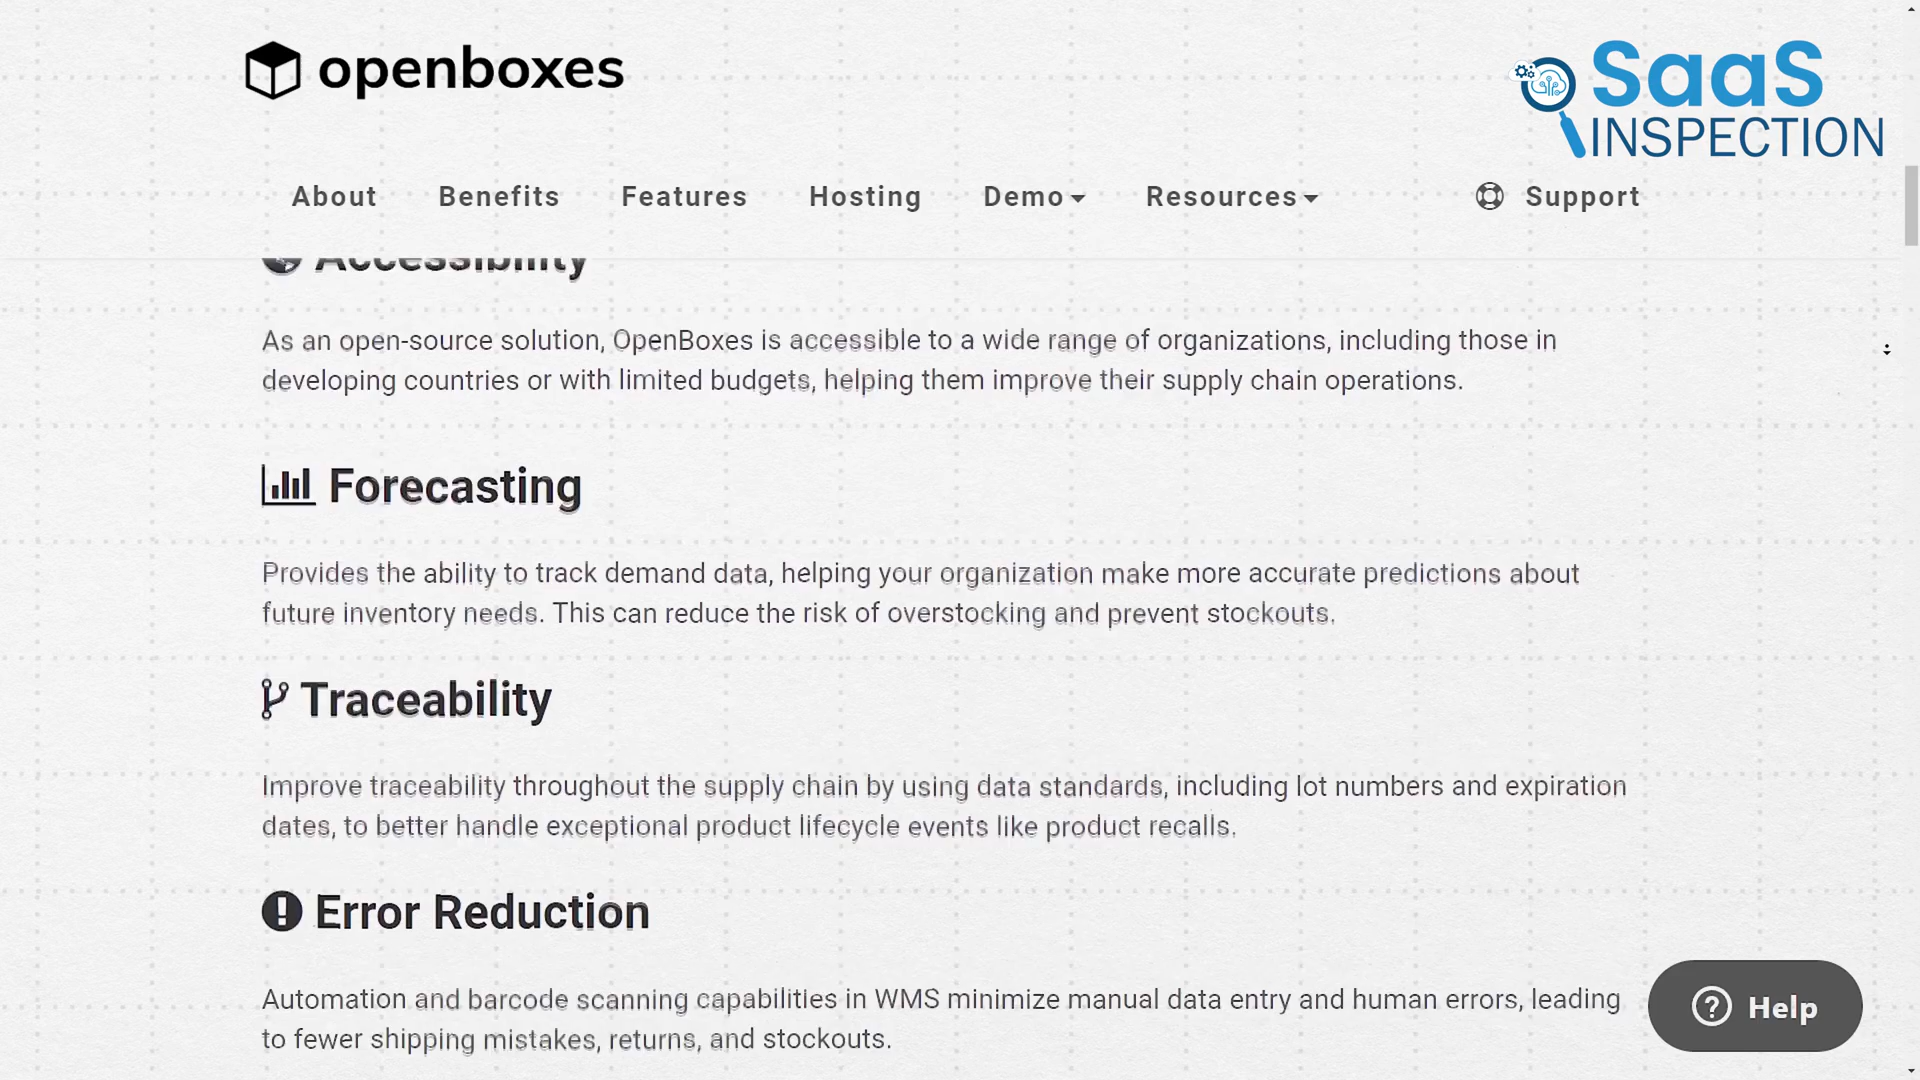 openboxes
SaaS
INSPECTION
About Benefits Features Hosting Demo Resources Support
Accessibility
As an open-source solution, OpenBoxes is accessible to a wide range of organizations, including those in
developing countries or with limited budgets, helping them improve their supply chain operations.
Forecasting
Provides the ability to track demand data, helping your organization make more accurate predictions about
future inventory needs. This can reduce the risk of overstocking and prevent stockouts.
Traceability
Improve traceability throughout the supply chain by using data standards, including lot numbers and expiration
dates, to better handle exceptional product lifecycle events like product recalls.
Error Reduction
Automation and barcode scanning capabilities in WMS minimize manual data entry and human errors, leading
to fewer shipping mistakes, returns, and stockouts.
Help